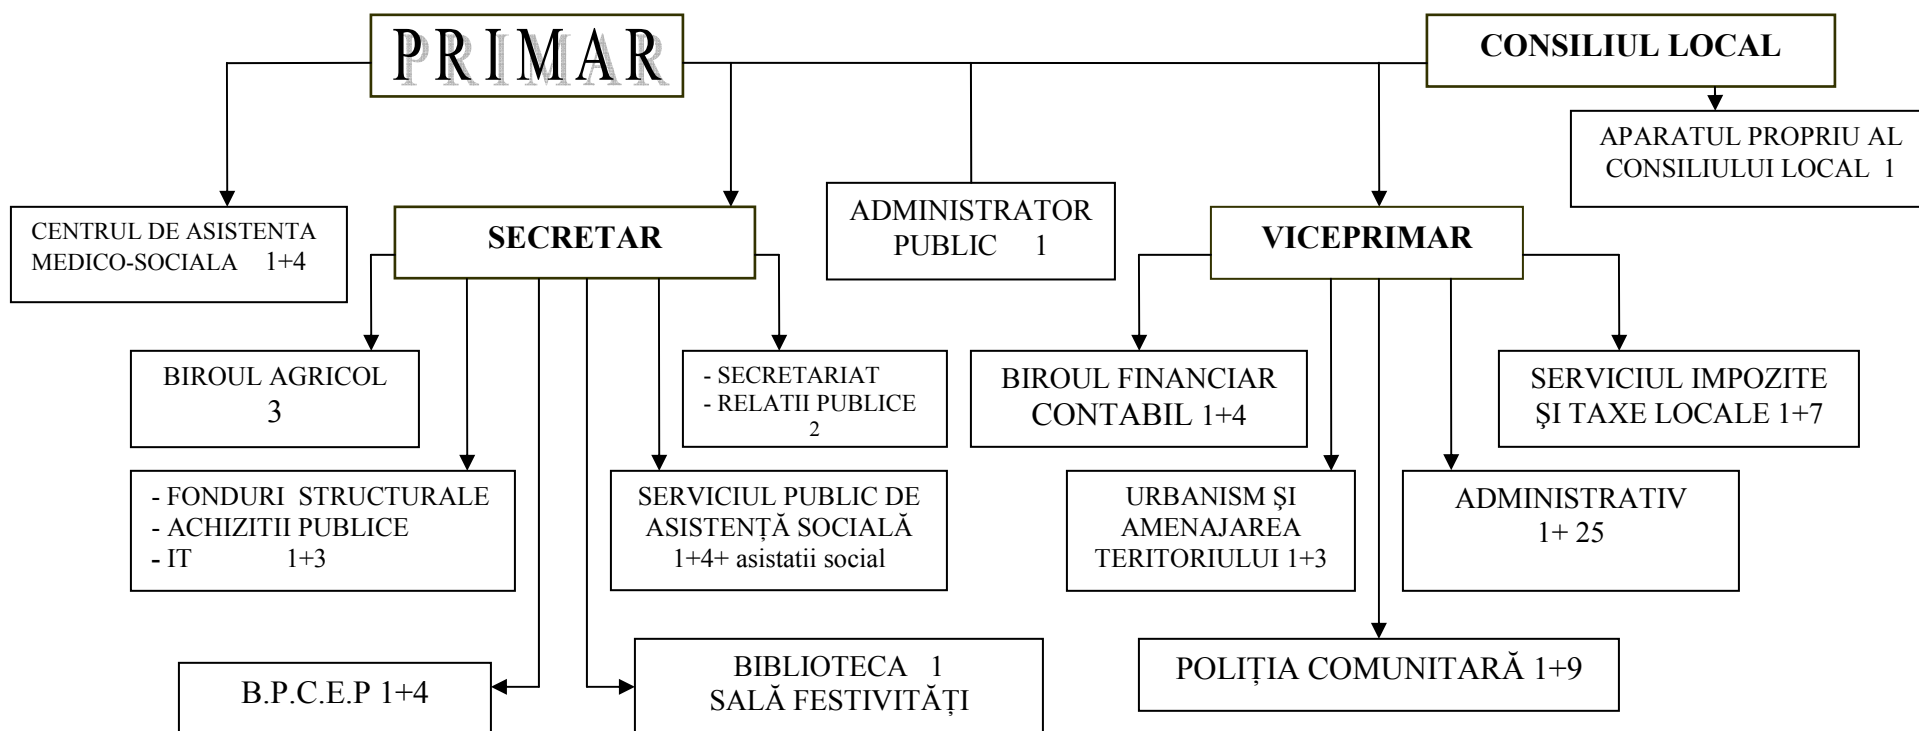 PRIMAR
CONSILIUL LOCAL
APARATUL PROPRIU AL
CONSILIULUI LOCAL 1
CENTRUL DE ASISTENTA
MEDICO-SOCIALA 1+4
SECRETAR
ADMINISTRATOR
PUBLIC 1
VICEPRIMAR
BIROUL AGRICOL
3
- SECRETARIAT
- RELATII PUBLICE
2
BIROUL FINANCIAR
CONTABIL 1+4
SERVICIUL IMPOZITE
ŞI TAXE LOCALE 1+7
- FONDURI STRUCTURALE
- ACHIZITII PUBLICE
- IT 1+3
SERVICIUL PUBLIC DE
ASISTENȚĂ SOCIALĂ
1+4+ asistatii social
URBANISM ŞI
AMENAJAREA
TERITORIULUI 1+3
ADMINISTRATIV
1+ 25
B.P.C.E.P 1+4
BIBLIOTECA 1
SALĂ FESTIVITĂȚI
POLIȚIA COMUNITARĂ 1+9